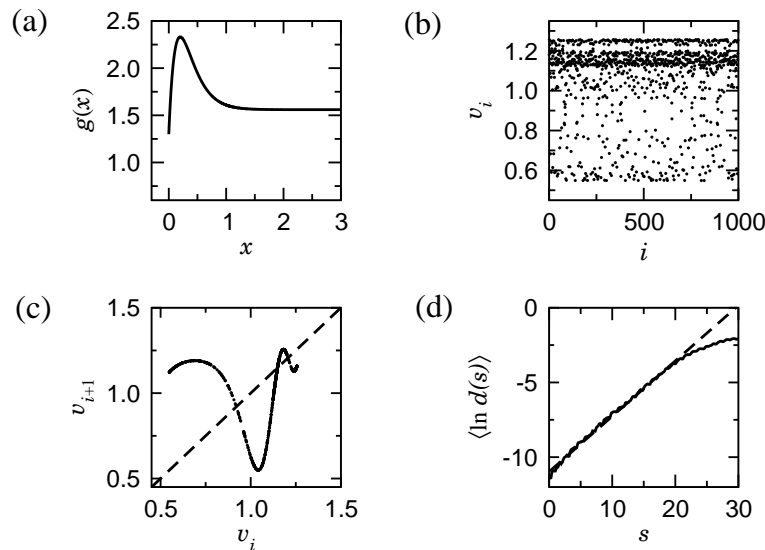 (a)
2.5
2.0
1.5
1.0
g(x)
0 1 2 3
x
(b)
1.2
1.0
0.8
0.6
v_i
0 500 1000
i
(c)
1.5
1.0
0.5
v_{i+1}
0.5 1.0 1.5
v_i
(d)
0
-5
-10
⟨ln d(s)⟩
0 10 20 30
s